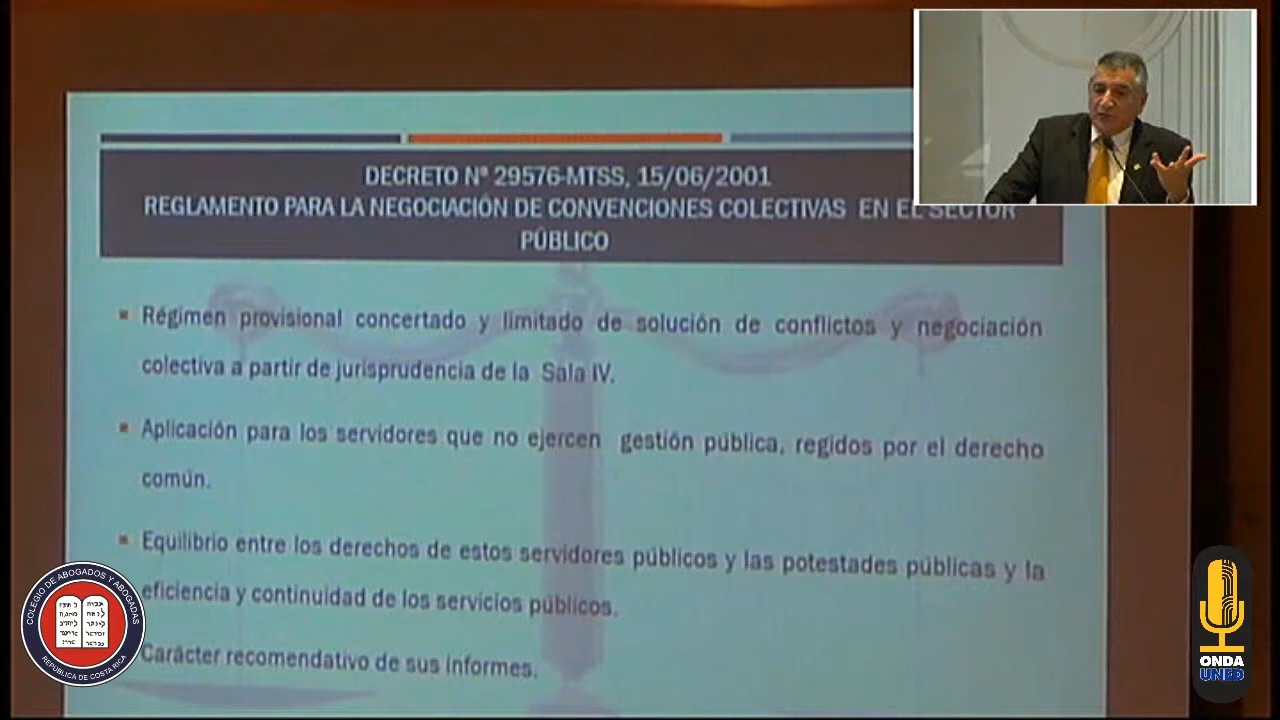 DECRETO Nº 29576-MTSS, 15/06/2001
REGLAMENTO PARA LA NEGOCIACIÓN DE CONVENCIONES COLECTIVAS EN EL SECTOR
PÚBLICO
Régimen provisional concertado y limitado de solución de conflictos y negociación
colectiva a partir de jurisprudencia de la Sala IV.
Aplicación para los servidores que no ejercen gestión pública, regidos por el derecho
común.
Equilibrio entre los derechos de estos servidores públicos y las potestades públicas y la
eficiencia y continuidad de los servicios públicos.
Carácter recomendativo de sus informes.
COLEGIO DE ABOGADOS Y ABOGADAS
REPÚBLICA DE COSTA RICA
ONDA
UNED